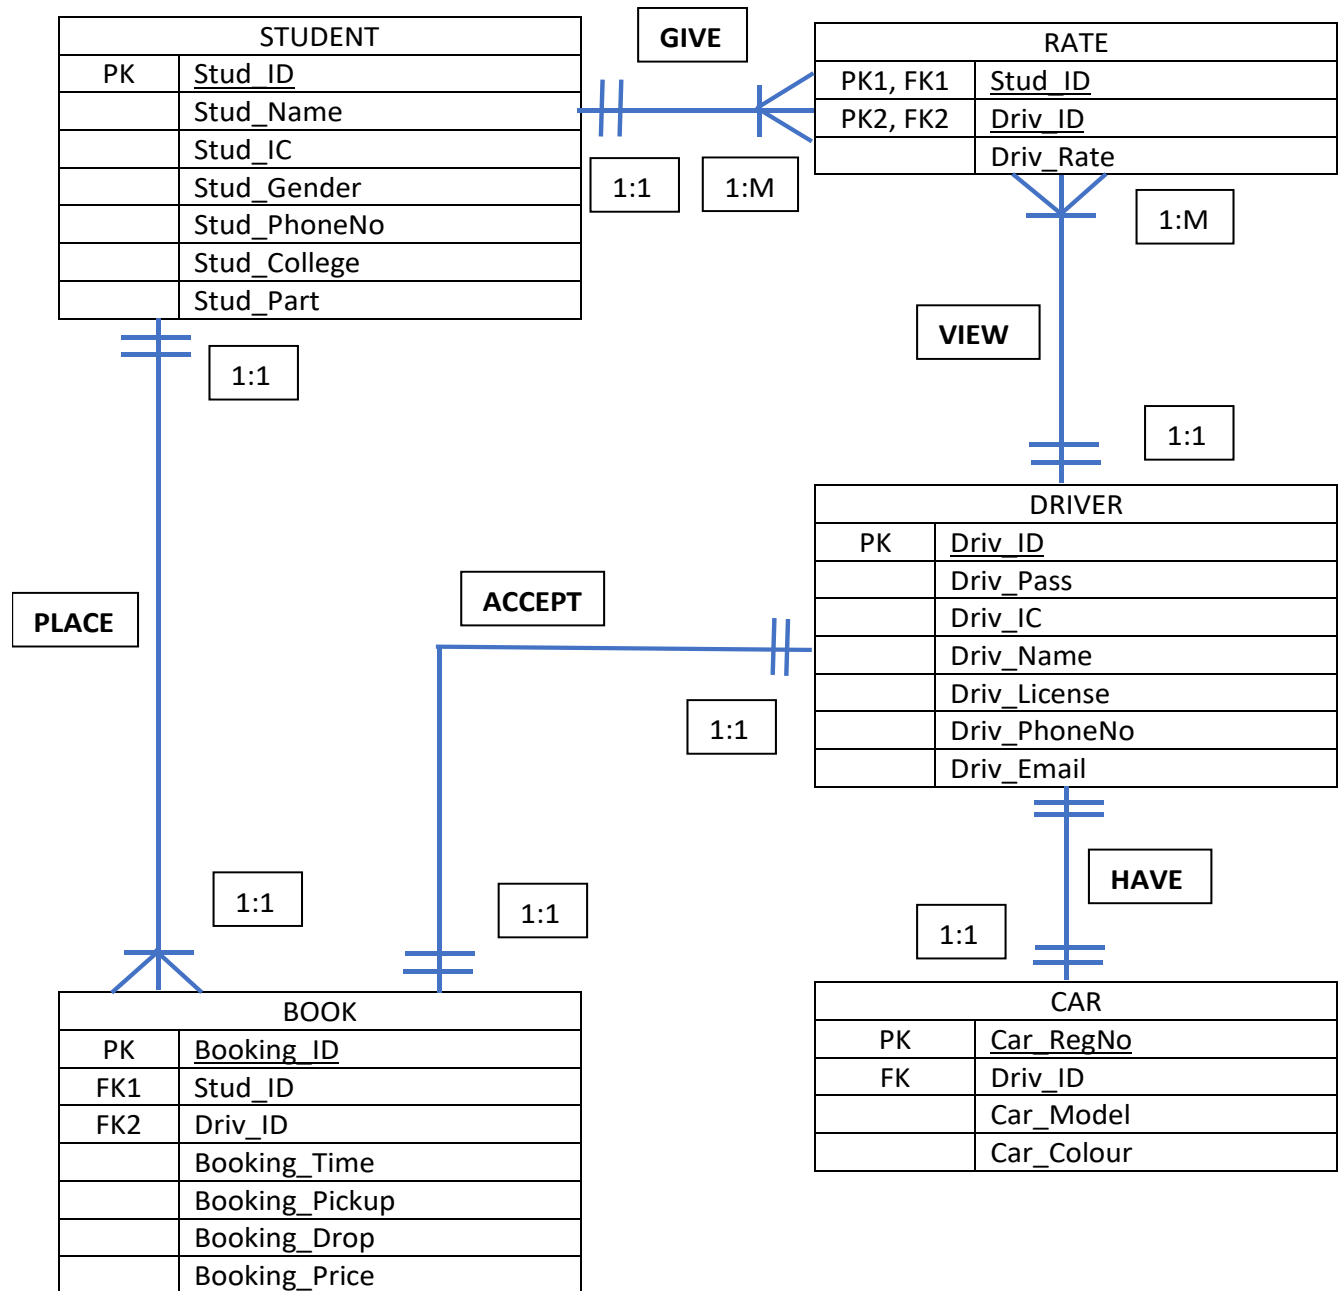 STUDENT
PK Stud_ID
Stud_Name
Stud_IC
Stud_Gender
Stud_PhoneNo
Stud_College
Stud_Part
GIVE
1:1
1:M
RATE
PK1, FK1 Stud_ID
PK2, FK2 Driv_ID
Driv_Rate
1:M
VIEW
1:1
1:1
PLACE
1:1
ACCEPT
1:1
1:1
DRIVER
PK Driv_ID
Driv_Pass
Driv_IC
Driv_Name
Driv_License
Driv_PhoneNo
Driv_Email
HAVE
1:1
BOOK
PK Booking_ID
FK1 Stud_ID
FK2 Driv_ID
Booking_Time
Booking_Pickup
Booking_Drop
Booking_Price
CAR
PK Car_RegNo
FK Driv_ID
Car_Model
Car_Colour